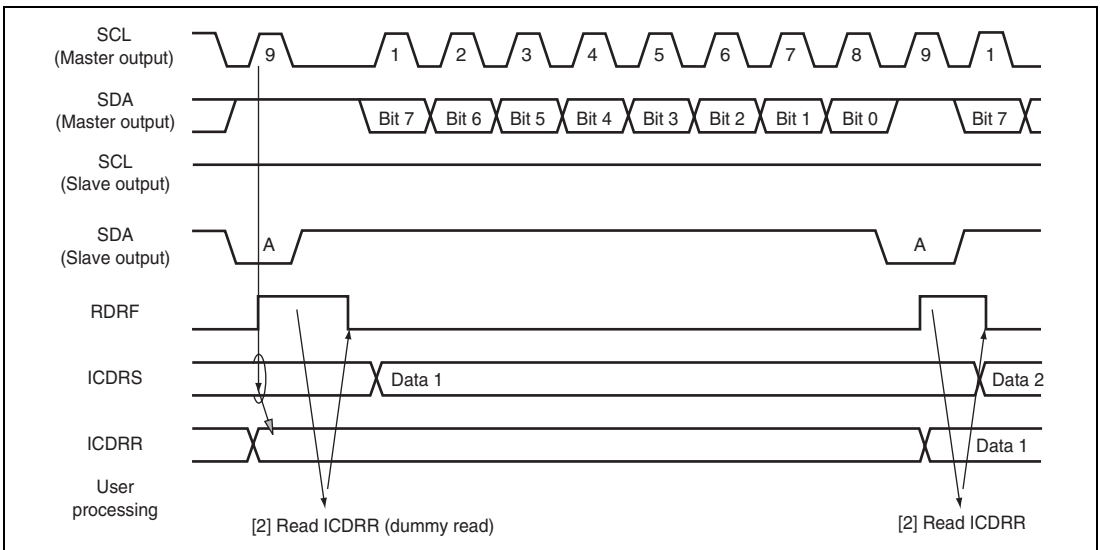 SCL
(Master output)
9 1 2 3 4 5 6 7 8 9 1
SDA
(Master output)
Bit 7 Bit 6 Bit 5 Bit 4 Bit 3 Bit 2 Bit 1 Bit 0 Bit 7
SCL
(Slave output)
SDA
(Slave output)
A A
RDRF
ICDRS
Data 1 Data 2
ICDRR
Data 1
User
processing
[2] Read ICDRR (dummy read) [2] Read ICDRR